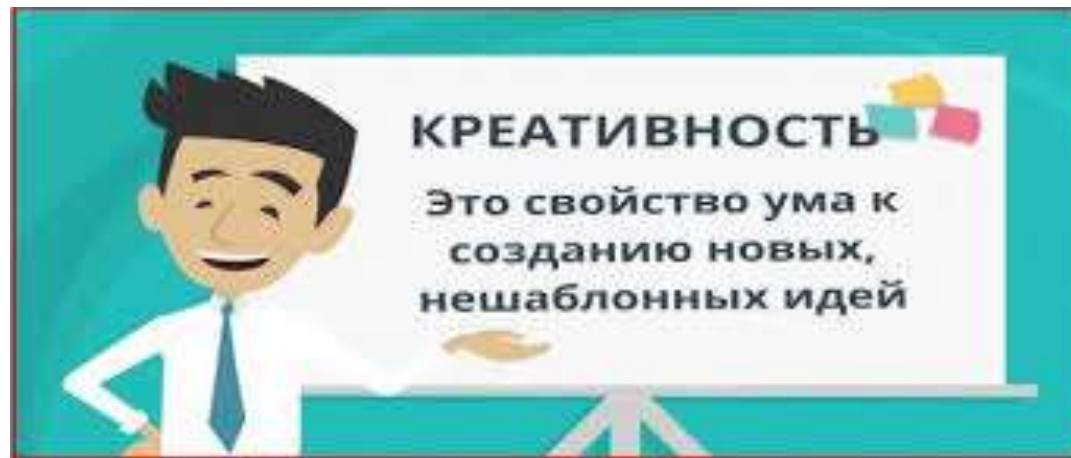 КРЕАТИВНОСТЬ
Это свойство ума к
созданию новых,
нешаблонных идей